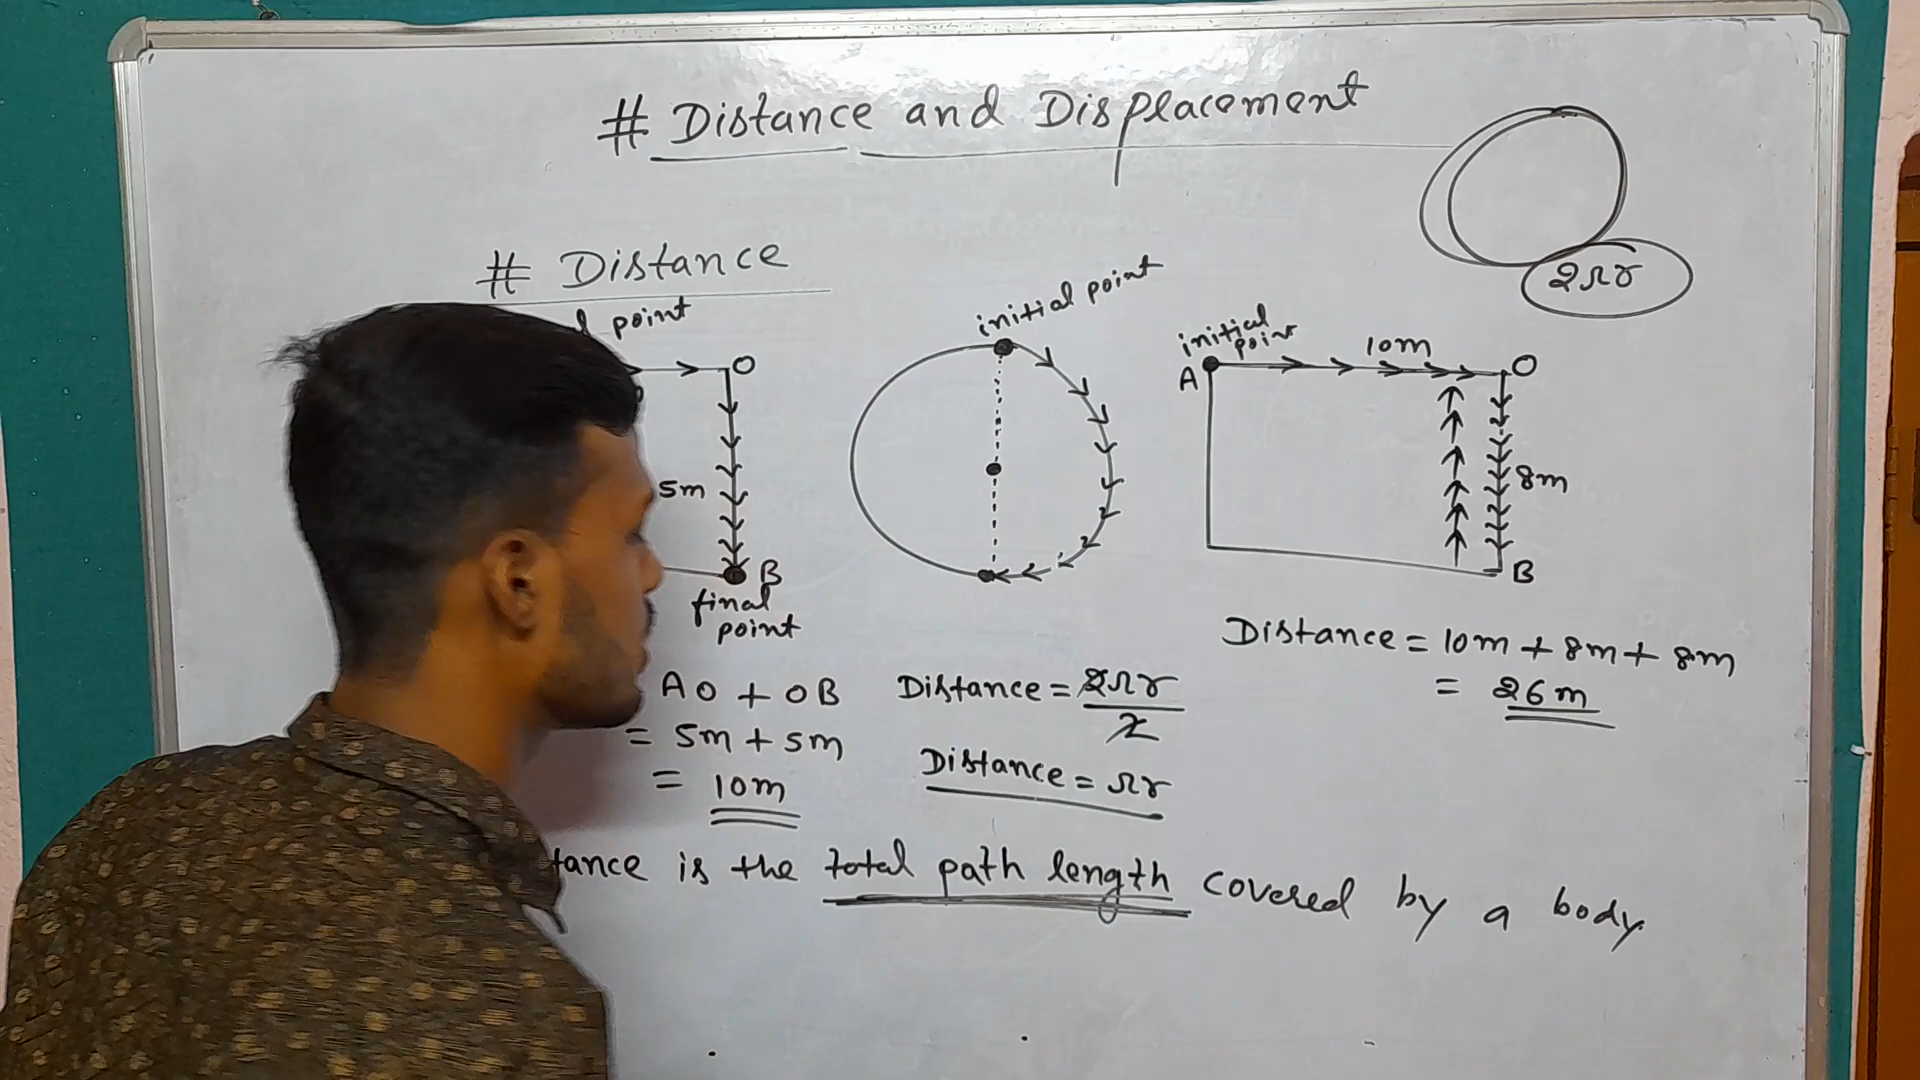 # Distance and Displacement
2πr
# Distance
point
O
5m
B
final
point
AO + OB
= 5m + 5m
= 10m
initial point
Distance = 2πr
2
Distance = πr
initial
point
A
10m
O
8m
B
Distance = 10m + 8m + 8m
= 26m
is the total path length covered by a body.